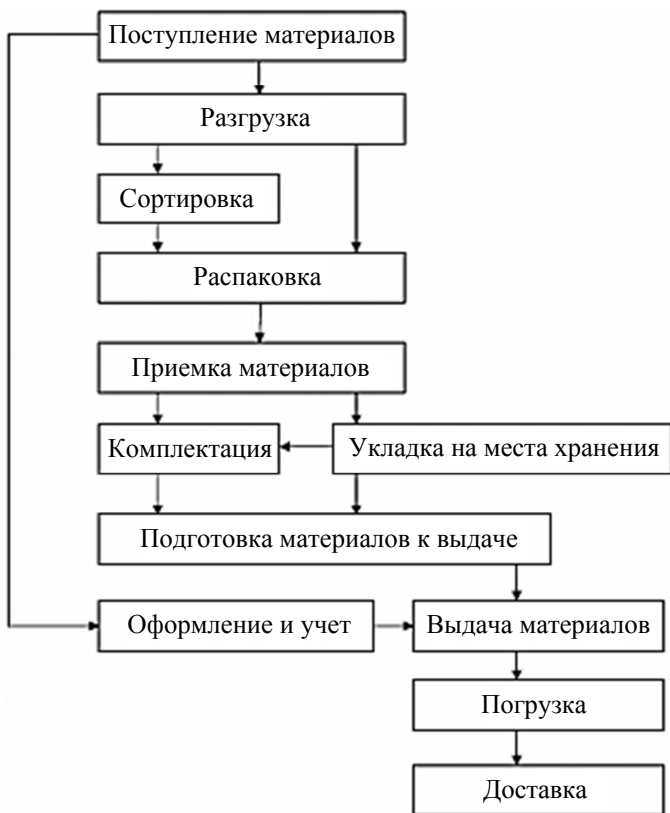 Поступление материалов
Разгрузка
Сортировка
Распаковка
Приемка материалов
Комплектация
Укладка на места хранения
Подготовка материалов к выдаче
Оформление и учет
Выдача материалов
Погрузка
Доставка